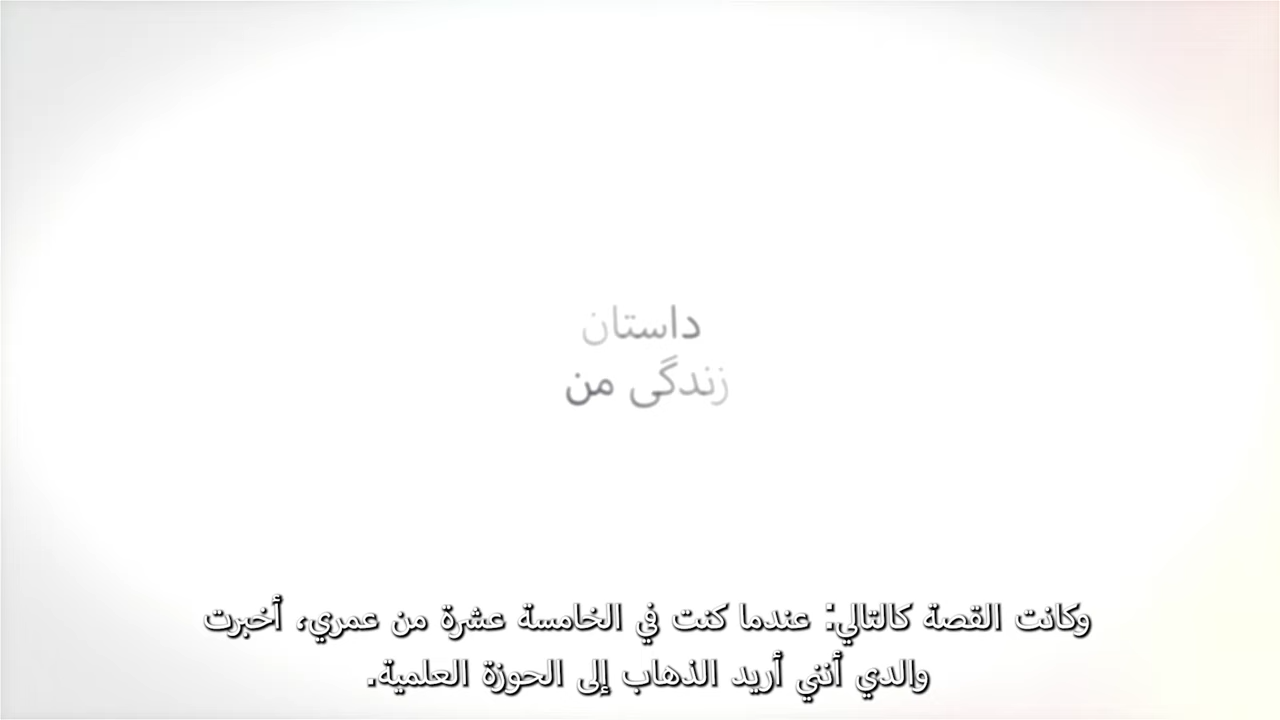 داستان
زندگی من
وكانت القصة كالتالي: عندما كنت في الخامسة عشرة من عمري، أخبرت
والدي أنني أريد الذهاب إلى الحوزة العلمية.